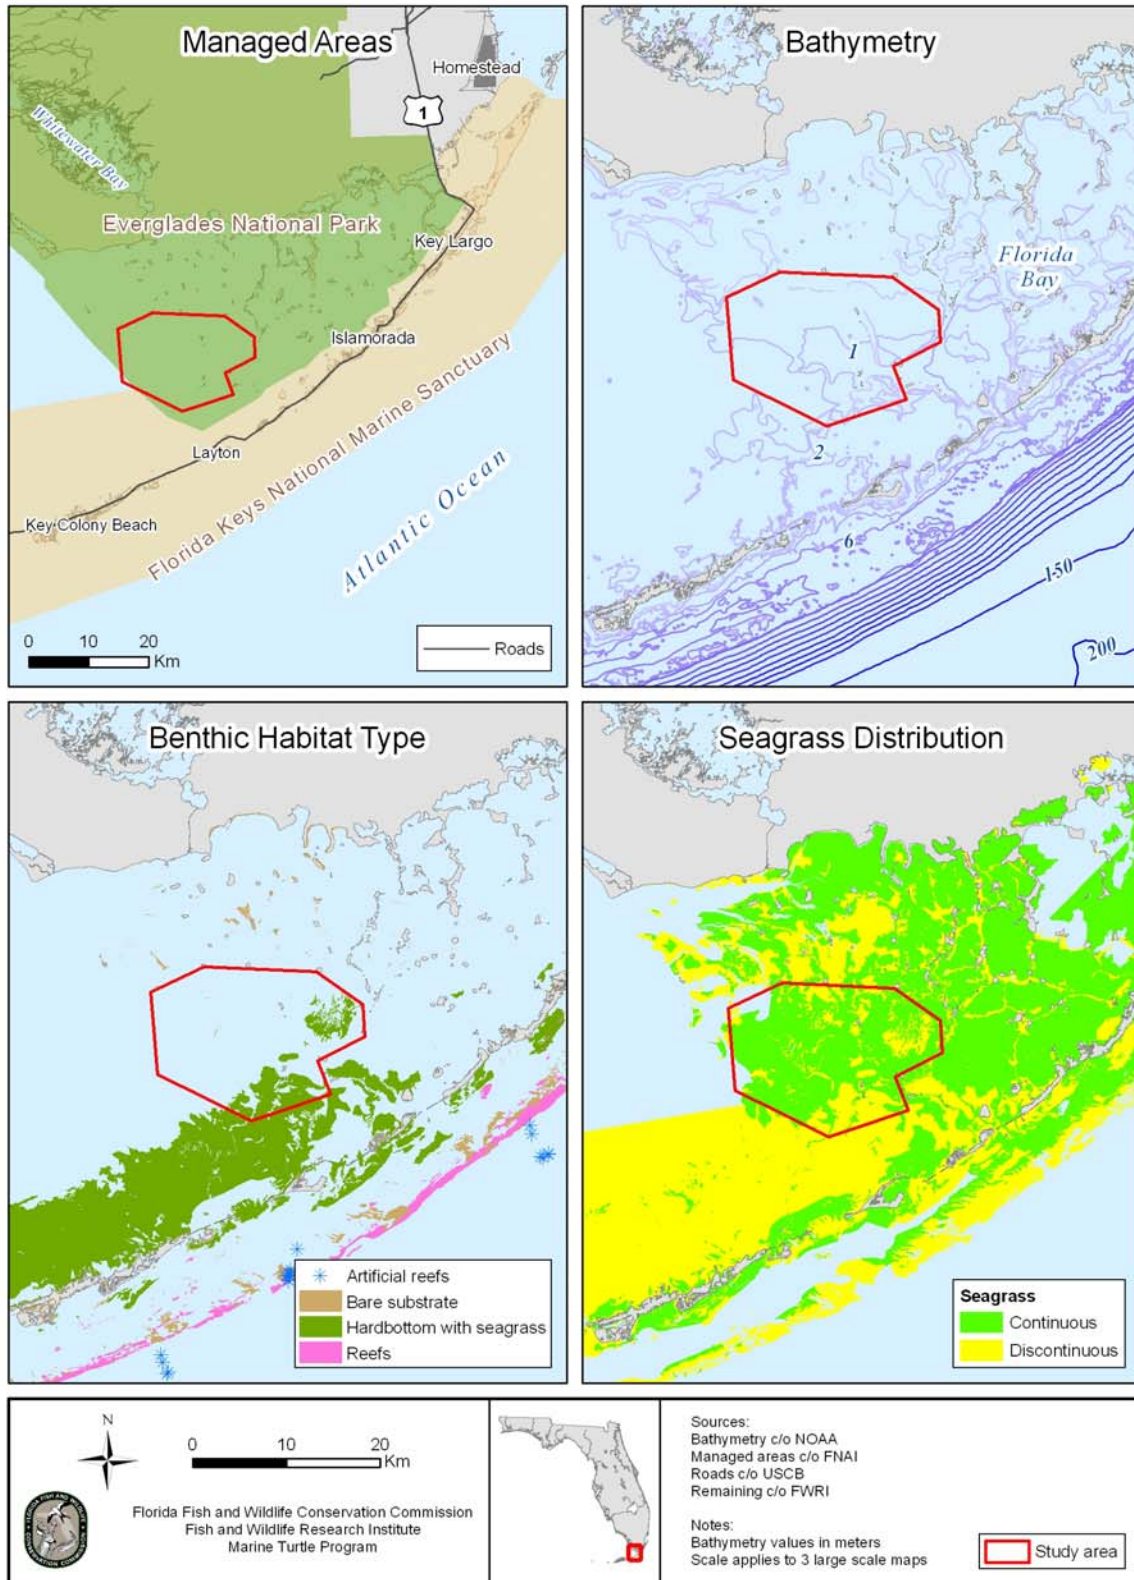 Managed Areas
Homestead
1
Whitewater Bay
Everglades National Park
Key Largo
Islamorada
Florida Keys National Marine Sanctuary
Layton
Key Colony Beach
Atlantic Ocean
0 10 20
Km
Roads
Bathymetry
Florida
Bay
1
2
6
150
200
Benthic Habitat Type
Artificial reefs
Bare substrate
Hardbottom with seagrass
Reefs
Seagrass Distribution
Seagrass
Continuous
Discontinuous
N
0 10 20
Km
Florida Fish and Wildlife Conservation Commission
Fish and Wildlife Research Institute
Marine Turtle Program
Sources:
Bathymetry c/o NOAA
Managed areas c/o FNAI
Roads c/o USCB
Remaining c/o FWRI
Notes:
Bathymetry values in meters
Scale applies to 3 large scale maps
Study area